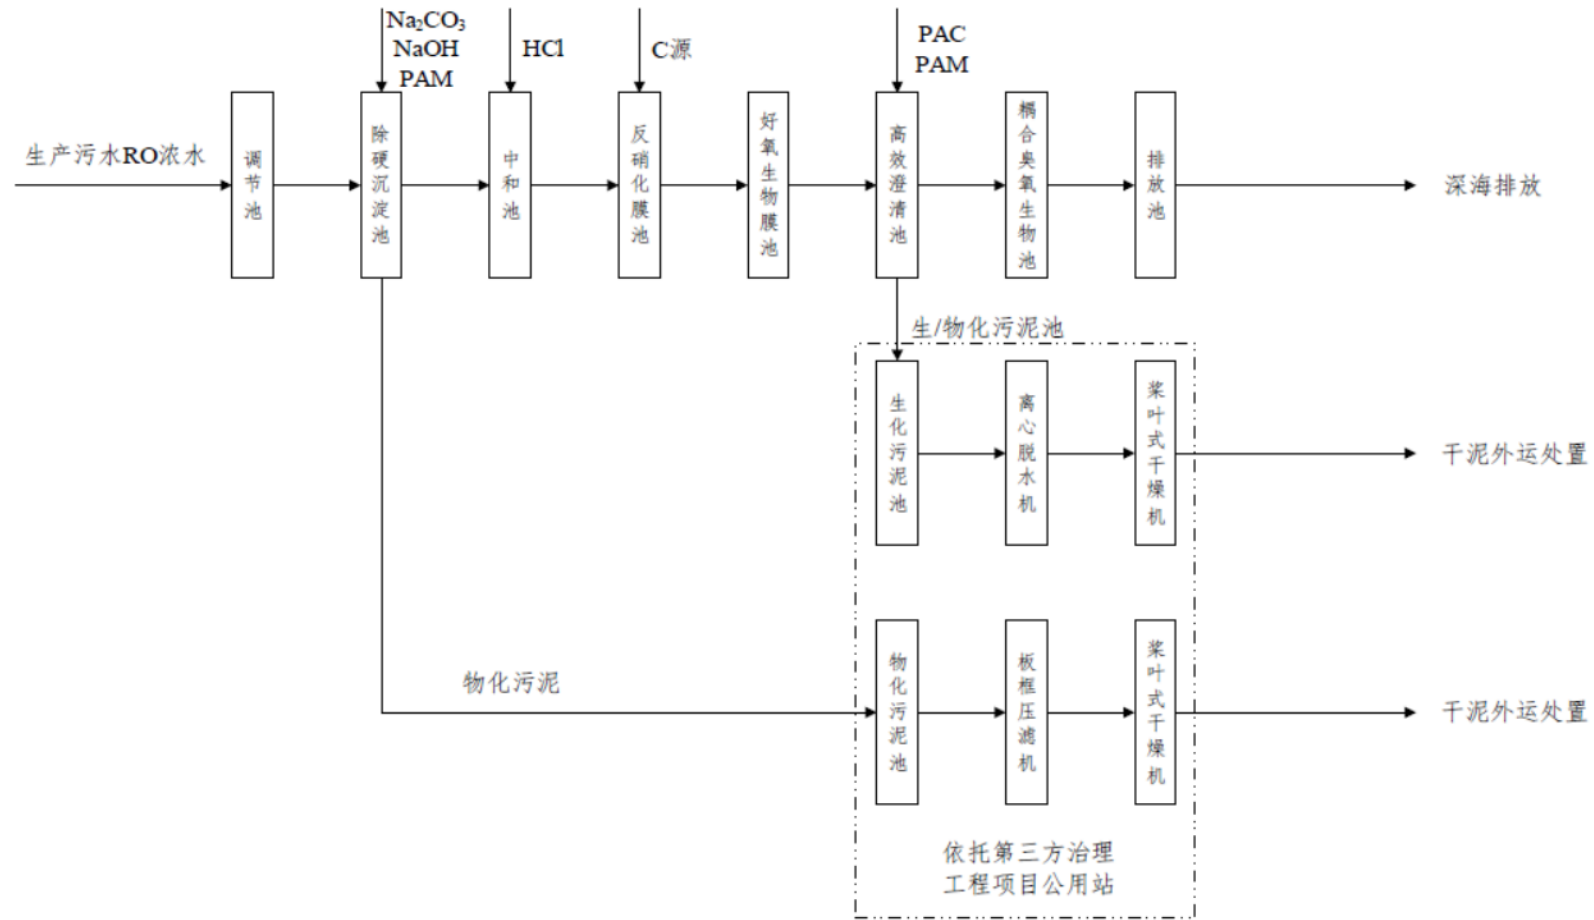 Na₂CO₃
NaOH
PAM
HCl
C源
PAC
PAM
生产污水RO浓水
调节池
除硬沉淀池
中和池
反硝化膜池
好氧生物膜池
高效澄清池
耦合臭氧生物池
排放池
深海排放
生/物化污泥池
生化污泥池
离心脱水机
桨叶式干燥机
干泥外运处置
物化污泥
物化污泥池
板框压滤机
桨叶式干燥机
干泥外运处置
依托第三方治理
工程项目公用站